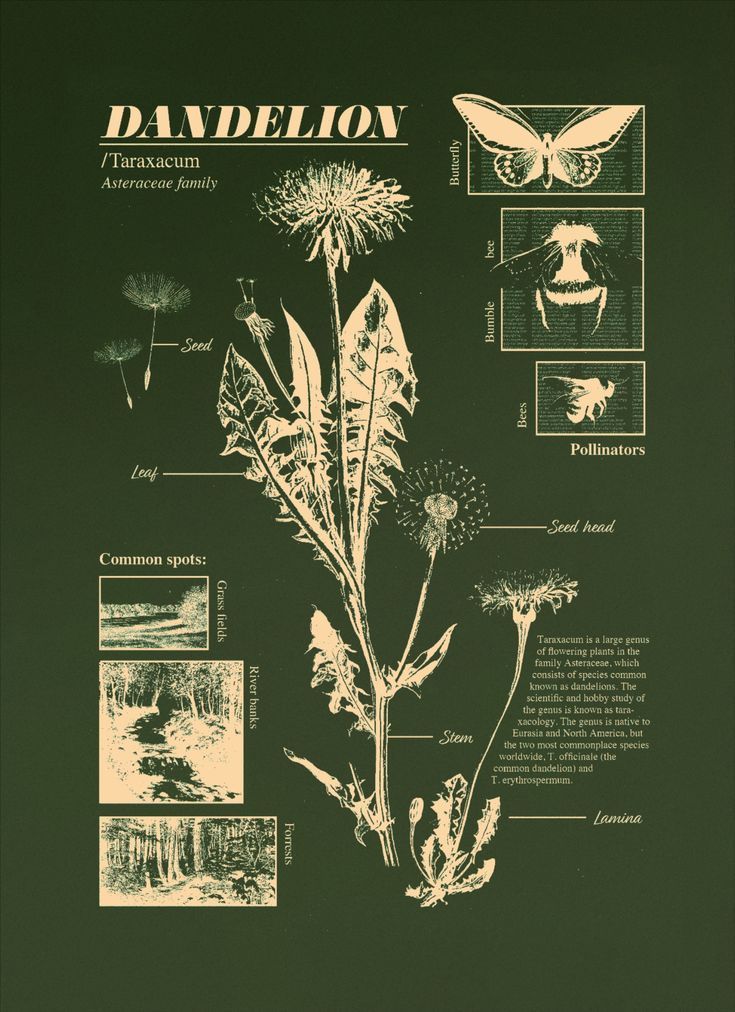 DANDELION
/Taraxacum
Asteraceae family
Butterfly
Bumble bee
Bees
Pollinators
Seed
Leaf
Seed head
Common spots:
Grass fields
River banks
Forrests
Taraxacum is a large genus
of flowering plants in the
family Asteraceae, which
consists of species common
known as dandelions. The
scientific and hobby study of
the genus is known as tara-
xacology. The genus is native to
Eurasia and North America, but
the two most commonplace species
worldwide, T. officinale (the
common dandelion) and
T. erythrospermum.
Stem
Lamina